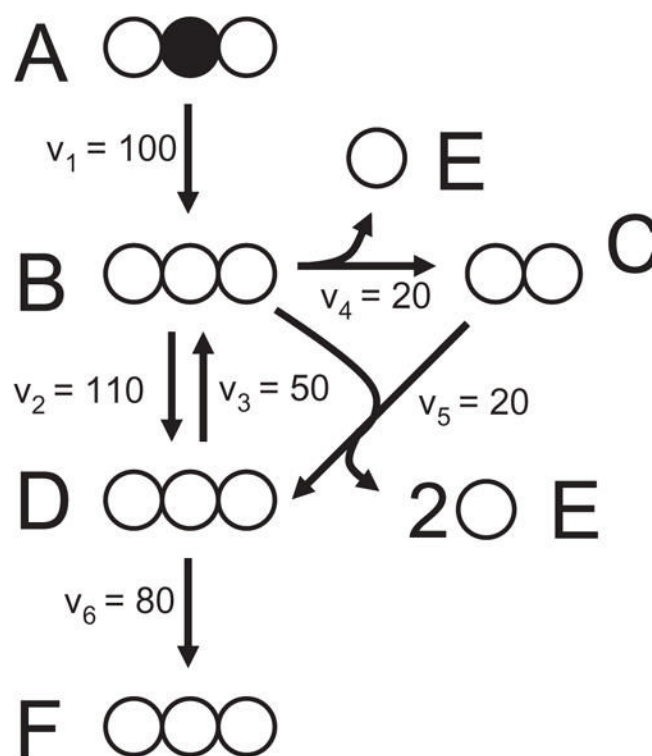 A
v1 = 100
E
B
C
v4 = 20
v2 = 110
v3 = 50
v5 = 20
D
2 E
v6 = 80
F